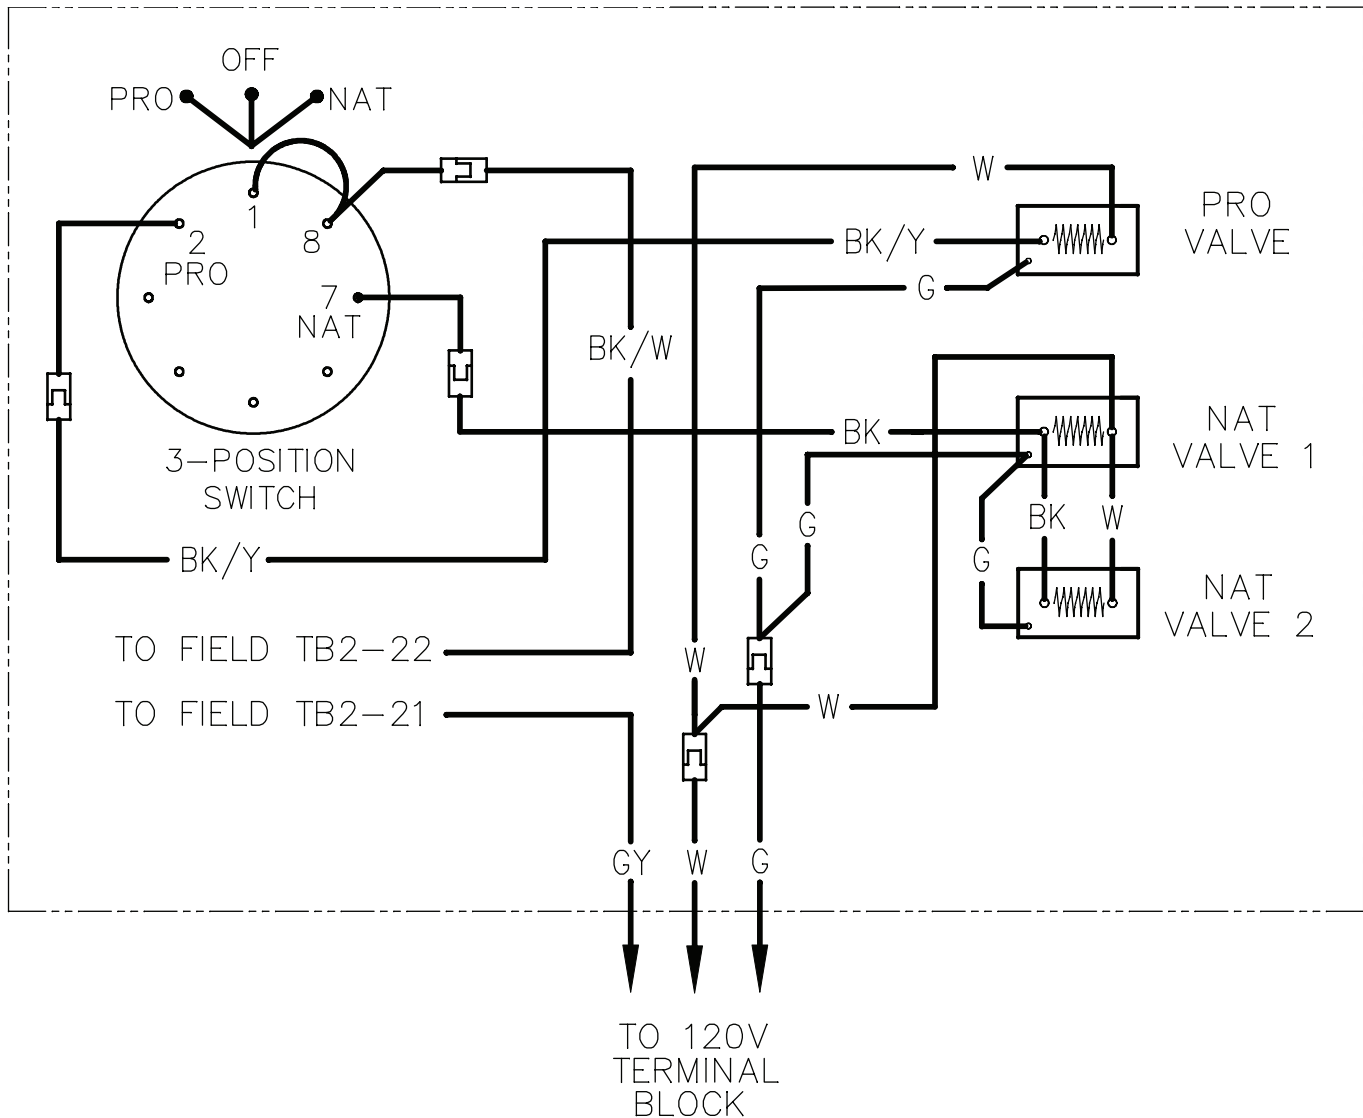 OFF
PRO
NAT
1
2
PRO
8
7
NAT
3-POSITION
SWITCH
BK/Y
BK/W
W
BK/Y
G
PRO
VALVE
BK
NAT
VALVE 1
G
G
BK
W
G
NAT
VALVE 2
TO FIELD TB2-22
TO FIELD TB2-21
W
W
GY
W
G
TO 120V
TERMINAL
BLOCK